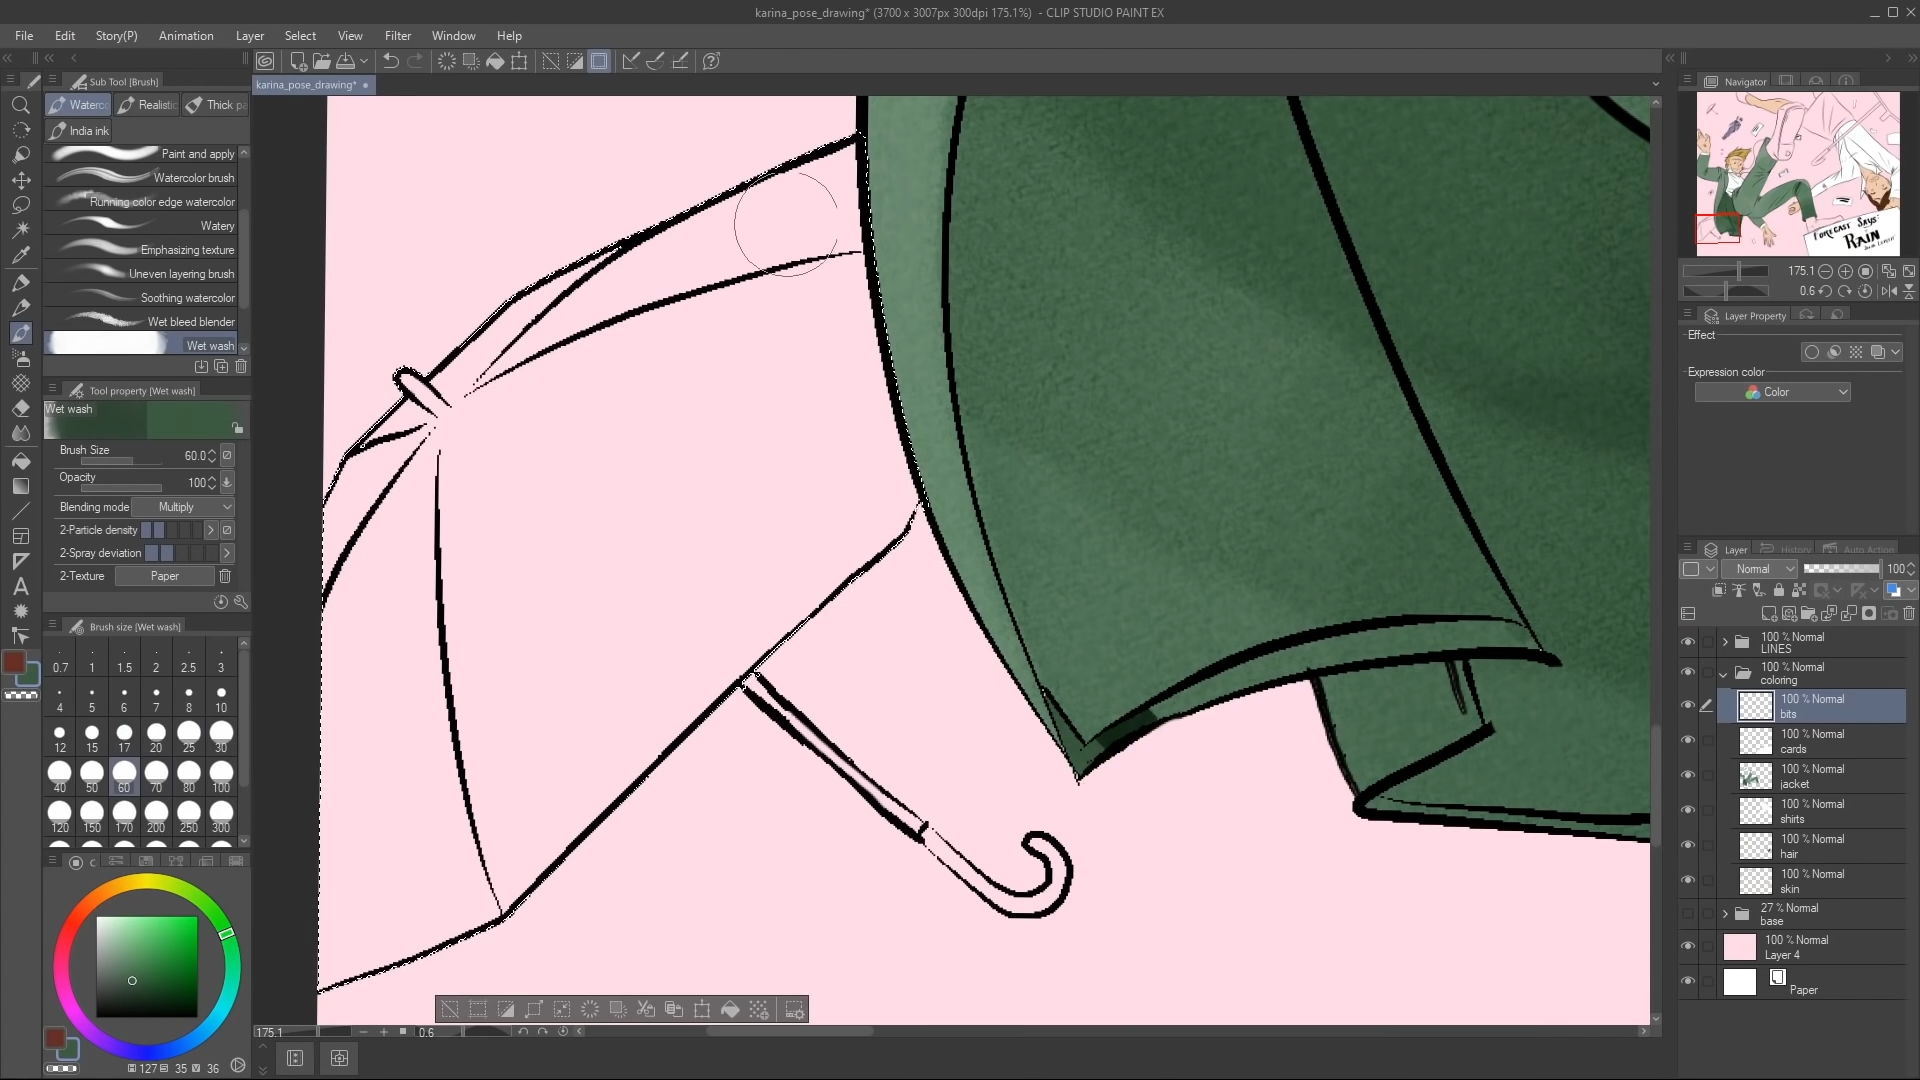 karina_pose_drawing* (3700 x 3007px 300dpi 175.1%) - CLIP STUDIO PAINT EX
File Edit Story(P) Animation Layer Select View Filter Window Help
karina_pose_drawing*
Sub Tool [Brush]
Waterco Realistic Thick pa
India ink
Paint and apply
Watercolor brush
Running color edge watercolor
Watery
Emphasizing texture
Uneven layering brush
Soothing watercolor
Wet bleed blender
Wet wash
Tool property [Wet wash]
Wet wash
Brush Size 60.0
Opacity 100
Blending mode Multiply
2-Particle density
2-Spray deviation
2-Texture Paper
Brush size [Wet wash]
0.7 1 1.5 2 2.5 3
4 5 6 7 8 10
12 15 17 20 25 30
40 50 60 70 80 100
120 150 170 200 250 300
H 127 S 35 V 36
175.1 0.6
Navigator
Forecast Says:
Rain
175.1
0.6
Layer Property
Effect
Expression color
Color
Layer History Auto Action
Normal 100
100 % Normal
LINES
100 % Normal
coloring
100 % Normal
bits
100 % Normal
cards
100 % Normal
jacket
100 % Normal
shirts
100 % Normal
hair
100 % Normal
skin
27 % Normal
base
100 % Normal
Layer 4
Paper